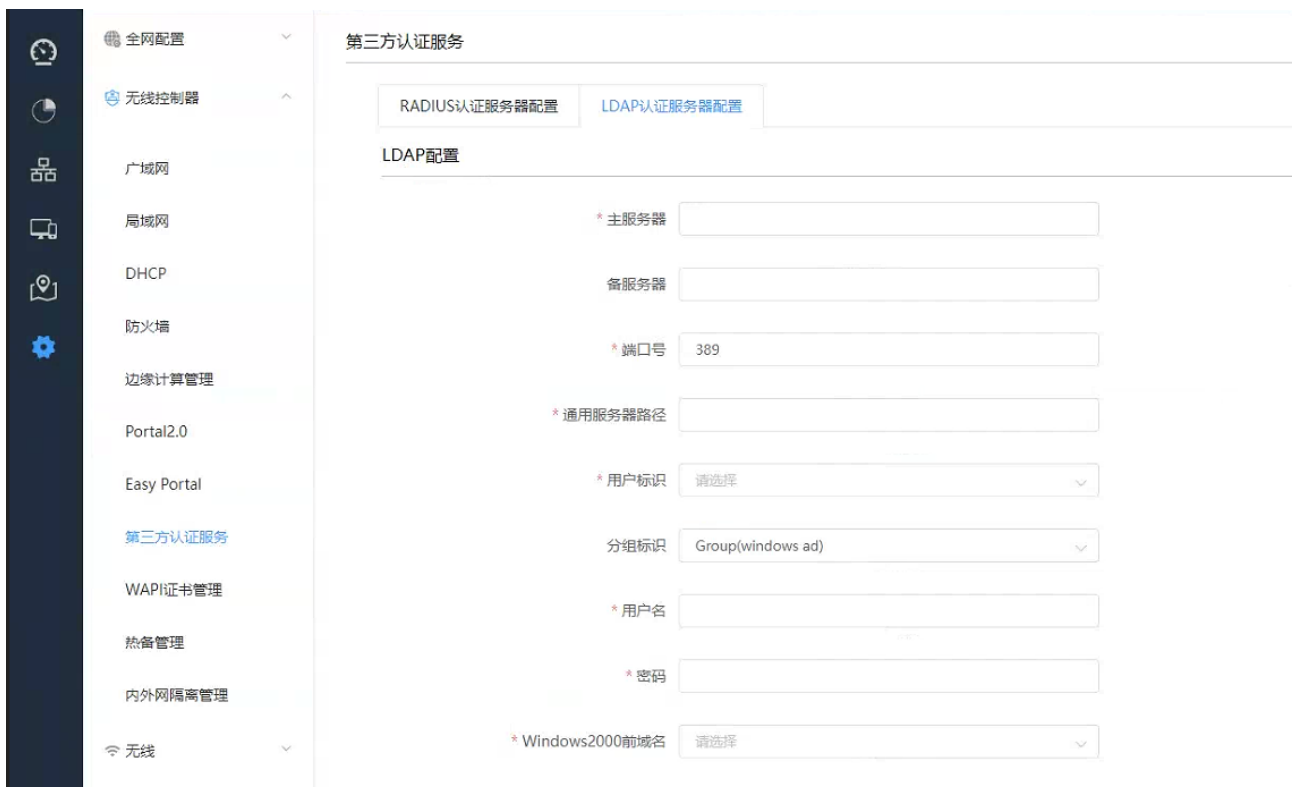 全网配置
无线控制器
广域网
局域网
DHCP
防火墙
边缘计算管理
Portal2.0
Easy Portal
第三方认证服务
WAPI证书管理
热备管理
内外网隔离管理
无线
第三方认证服务
RADIUS认证服务器配置 LDAP认证服务器配置
LDAP配置
* 主服务器
备服务器
* 端口号 389
* 通用服务器路径
* 用户标识 请选择
分组标识 Group(windows ad)
* 用户名
* 密码
* Windows2000前域名 请选择